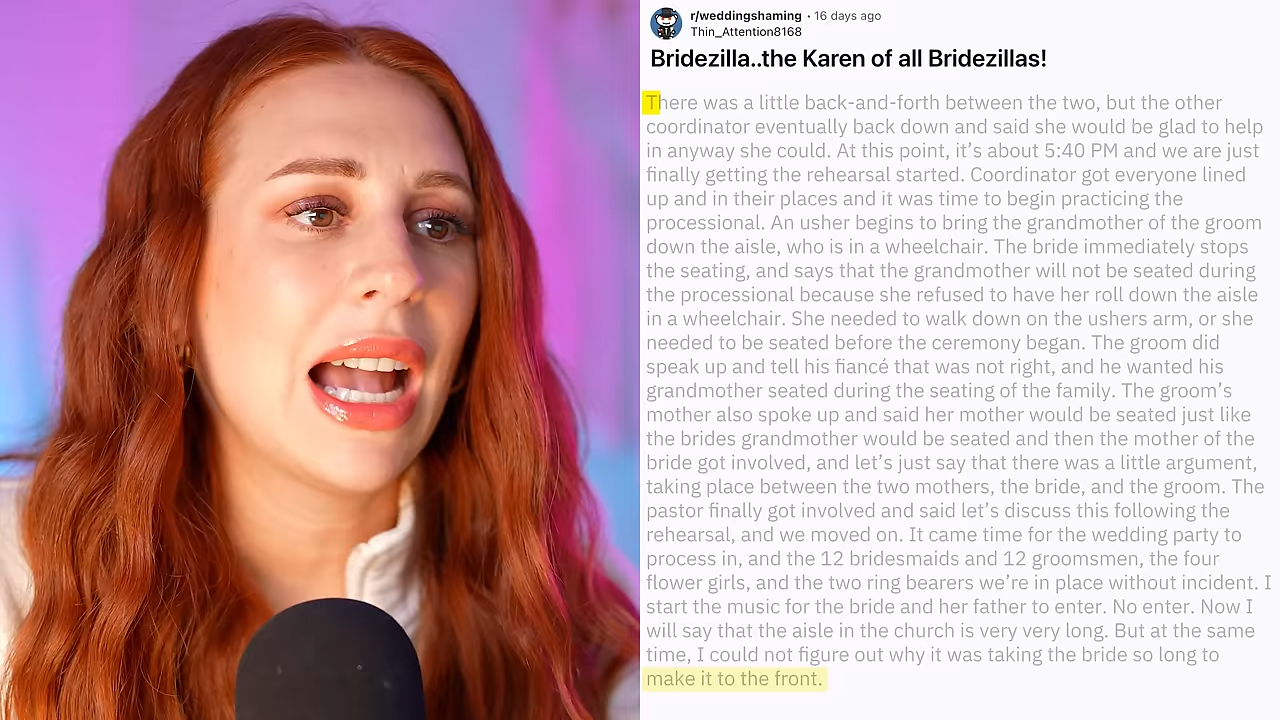 r/weddingshaming • 16 days ago
Thin_Attention8168
Bridezilla..the Karen of all Bridezillas!
There was a little back-and-forth between the two, but the other
coordinator eventually back down and said she would be glad to help
in anyway she could. At this point, it’s about 5:40 PM and we are just
finally getting the rehearsal started. Coordinator got everyone lined
up and in their places and it was time to begin practicing the
processional. An usher begins to bring the grandmother of the groom
down the aisle, who is in a wheelchair. The bride immediately stops
the seating, and says that the grandmother will not be seated during
the processional because she refused to have her roll down the aisle
in a wheelchair. She needed to walk down on the ushers arm, or she
needed to be seated before the ceremony began. The groom did
speak up and tell his fiancé that was not right, and he wanted his
grandmother seated during the seating of the family. The groom’s
mother also spoke up and said her mother would be seated just like
the brides grandmother would be seated and then the mother of the
bride got involved, and let’s just say that there was a little argument,
taking place between the two mothers, the bride, and the groom. The
pastor finally got involved and said let’s discuss this following the
rehearsal, and we moved on. It came time for the wedding party to
process in, and the 12 bridesmaids and 12 groomsmen, the four
flower girls, and the two ring bearers we’re in place without incident. I
start the music for the bride and her father to enter. No enter. Now I
will say that the aisle in the church is very very long. But at the same
time, I could not figure out why it was taking the bride so long to
make it to the front.